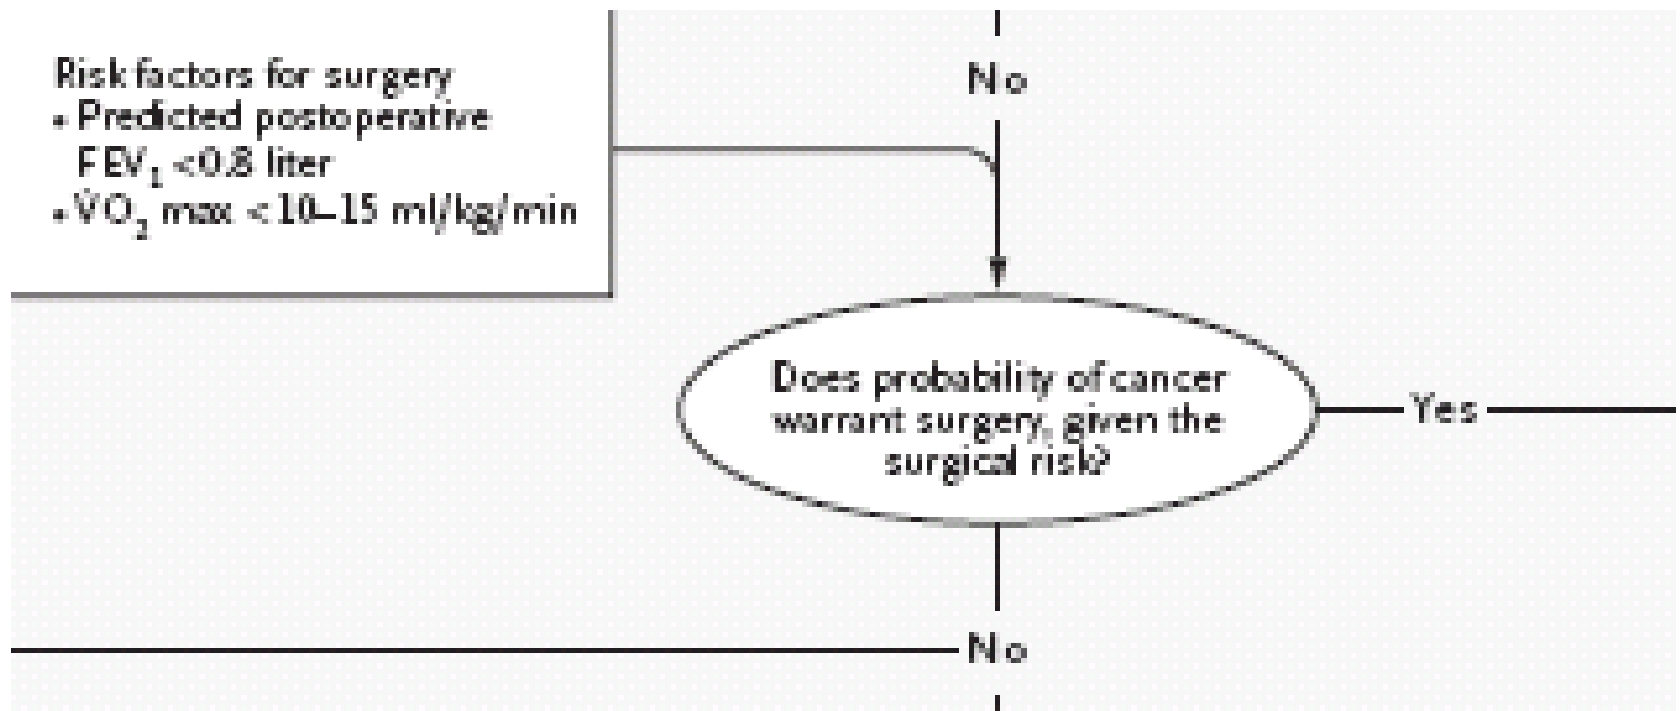 Risk factors for surgery
• Predicted postoperative
FEV₁ <0.8 liter
• V̇O₂ max <10–15 ml/kg/min
No
Does probability of cancer
warrant surgery, given the
surgical risk?
Yes
No